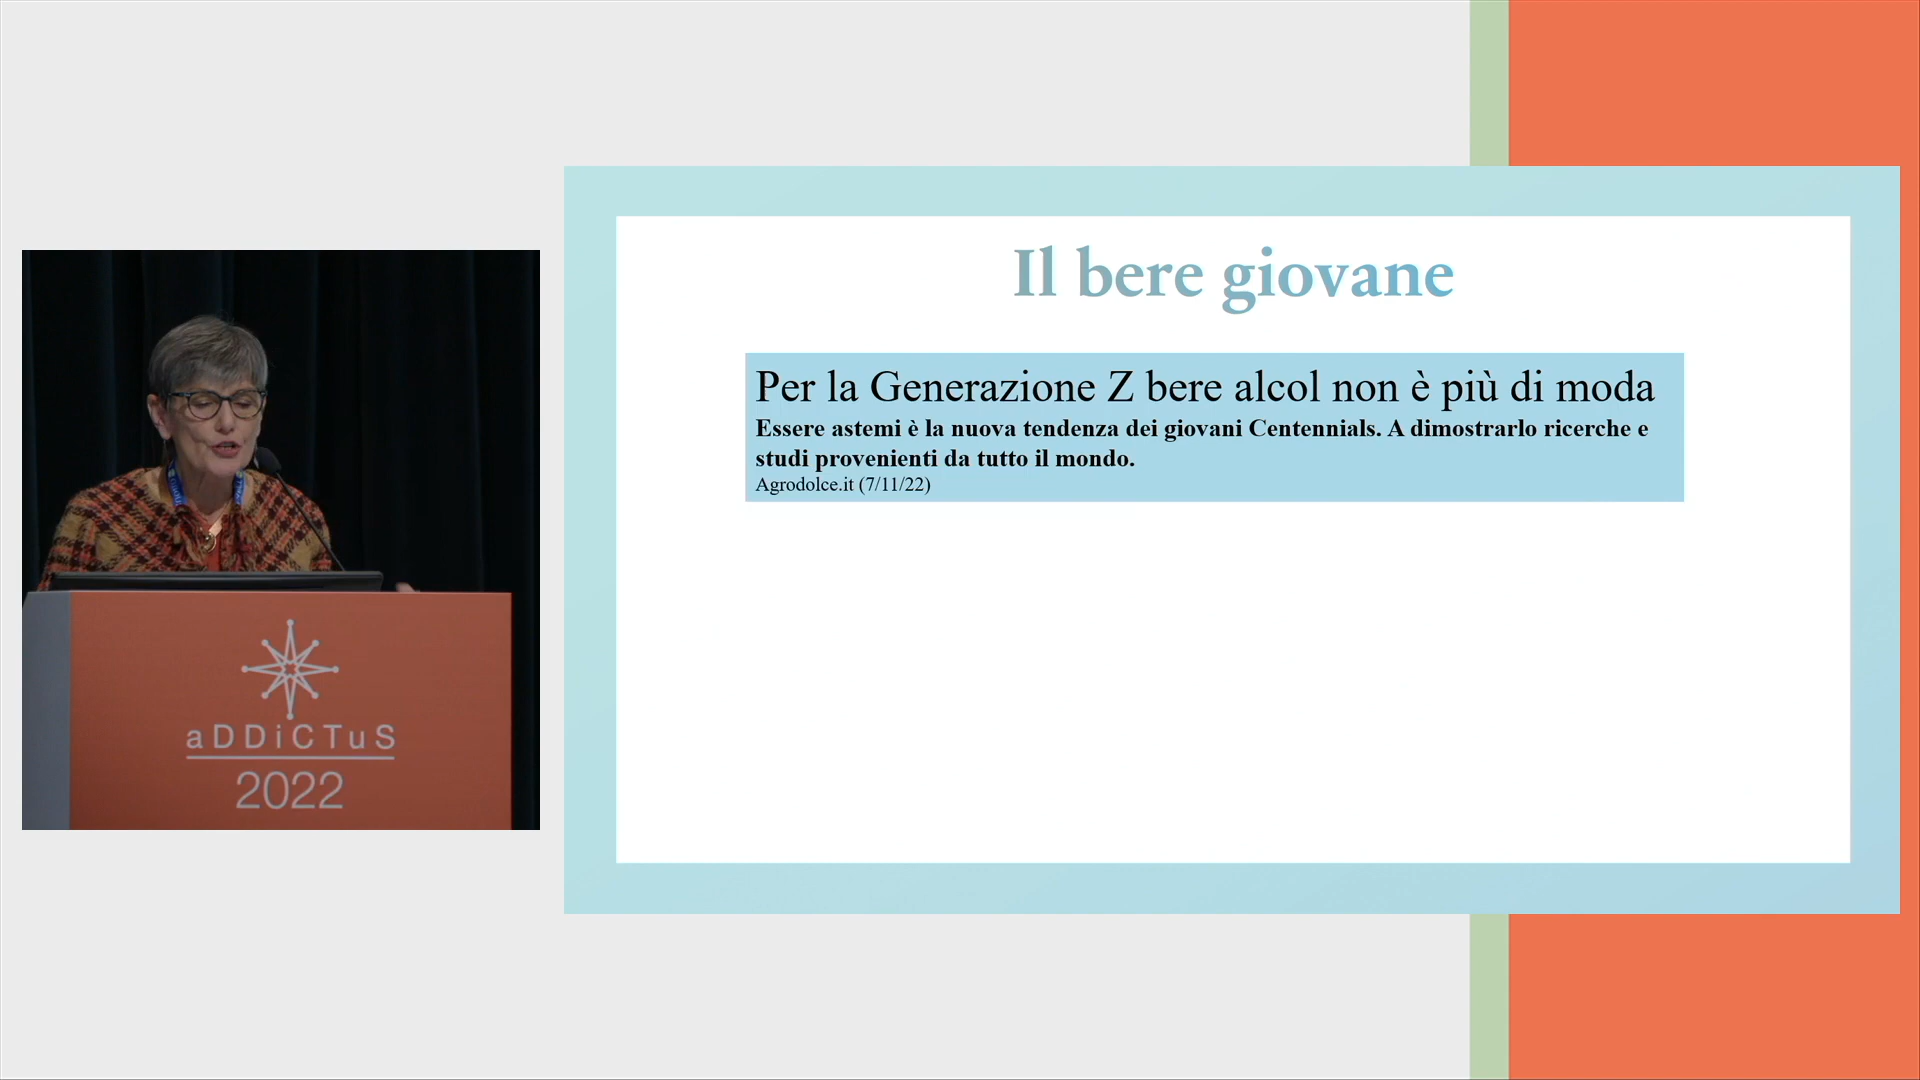 Il bere giovane
Per la Generazione Z bere alcol non è più di moda
Essere astemi è la nuova tendenza dei giovani Centennials. A dimostrarlo ricerche e
studi provenienti da tutto il mondo.
Agrodolce.it (7/11/22)
aDDiCTuS
2022